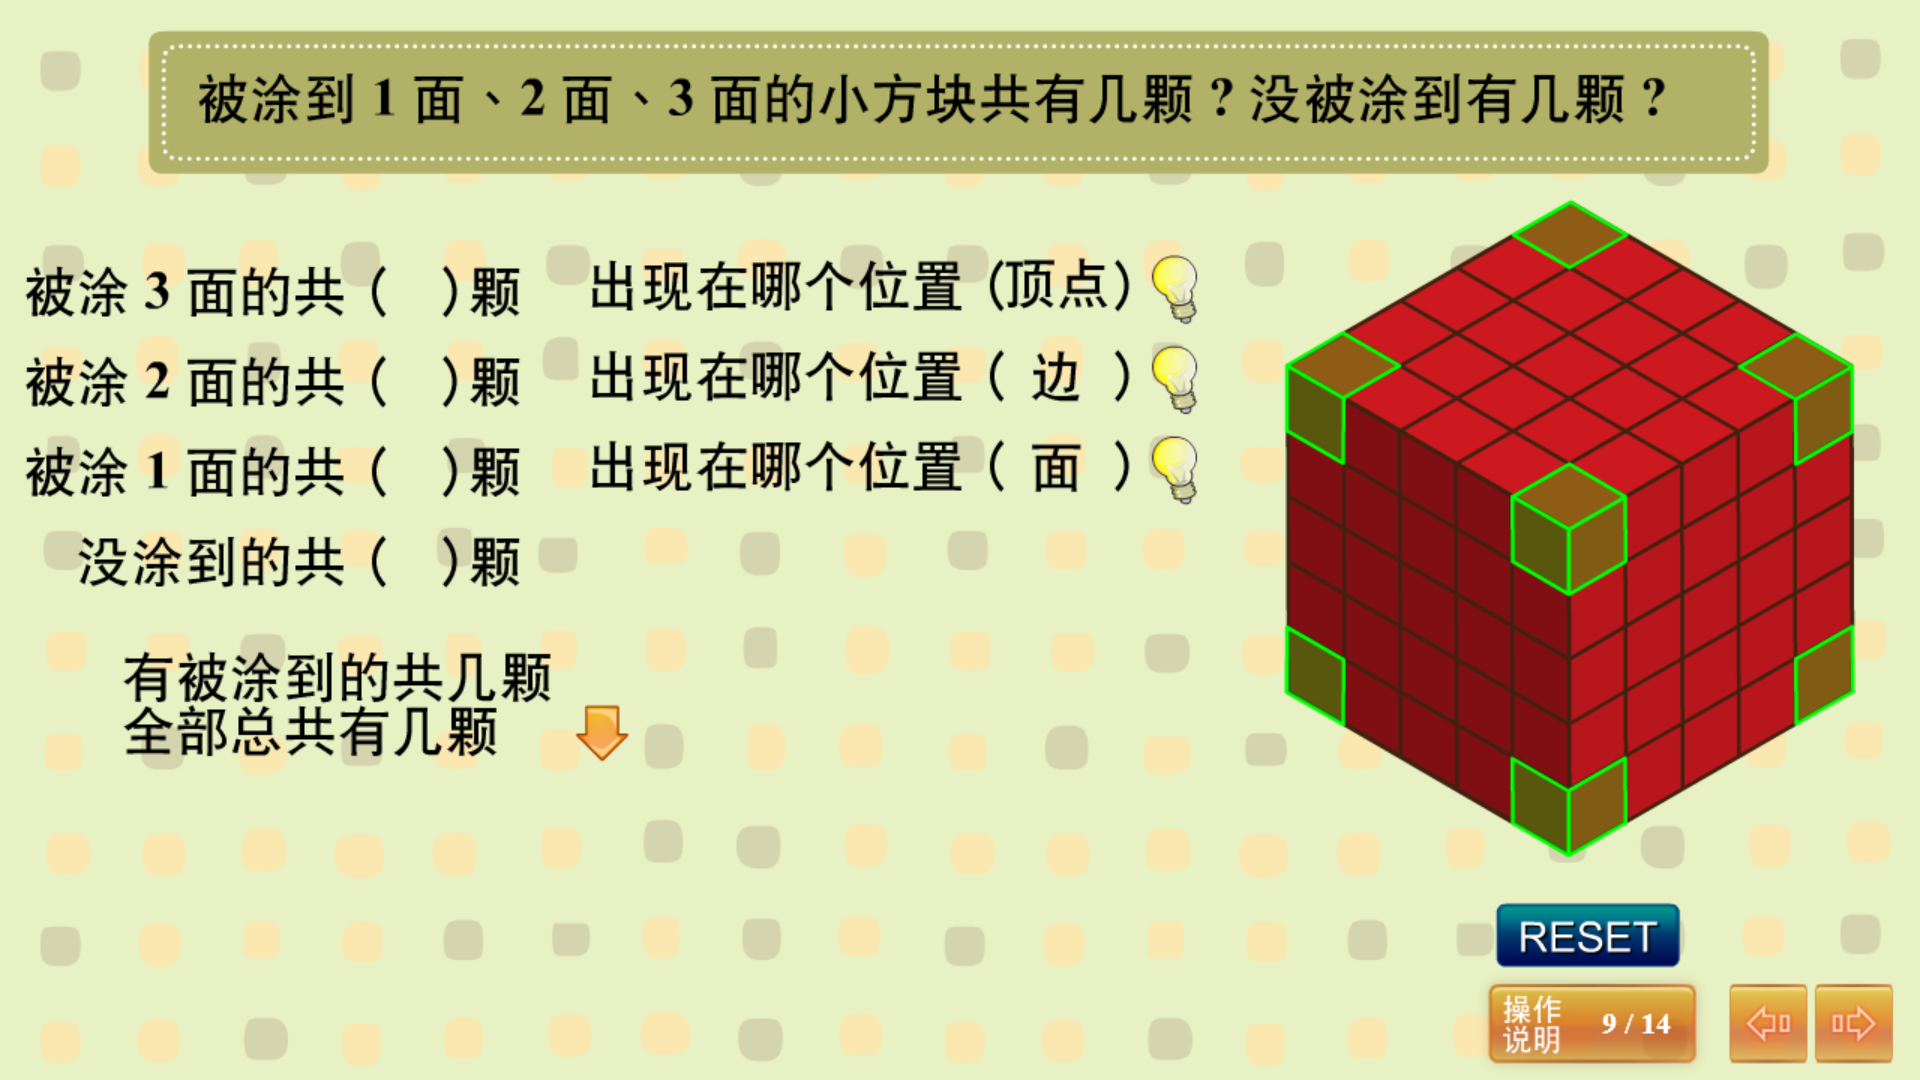 被涂到 1 面、2 面、3 面的小方块共有几颗？没被涂到有几颗？
被涂 3 面的共（ ）颗 出现在哪个位置（顶点）
被涂 2 面的共（ ）颗 出现在哪个位置（ 边 ）
被涂 1 面的共（ ）颗 出现在哪个位置（ 面 ）
没涂到的共（ ）颗
有被涂到的共几颗
全部总共有几颗
RESET
操作
说明 9 / 14